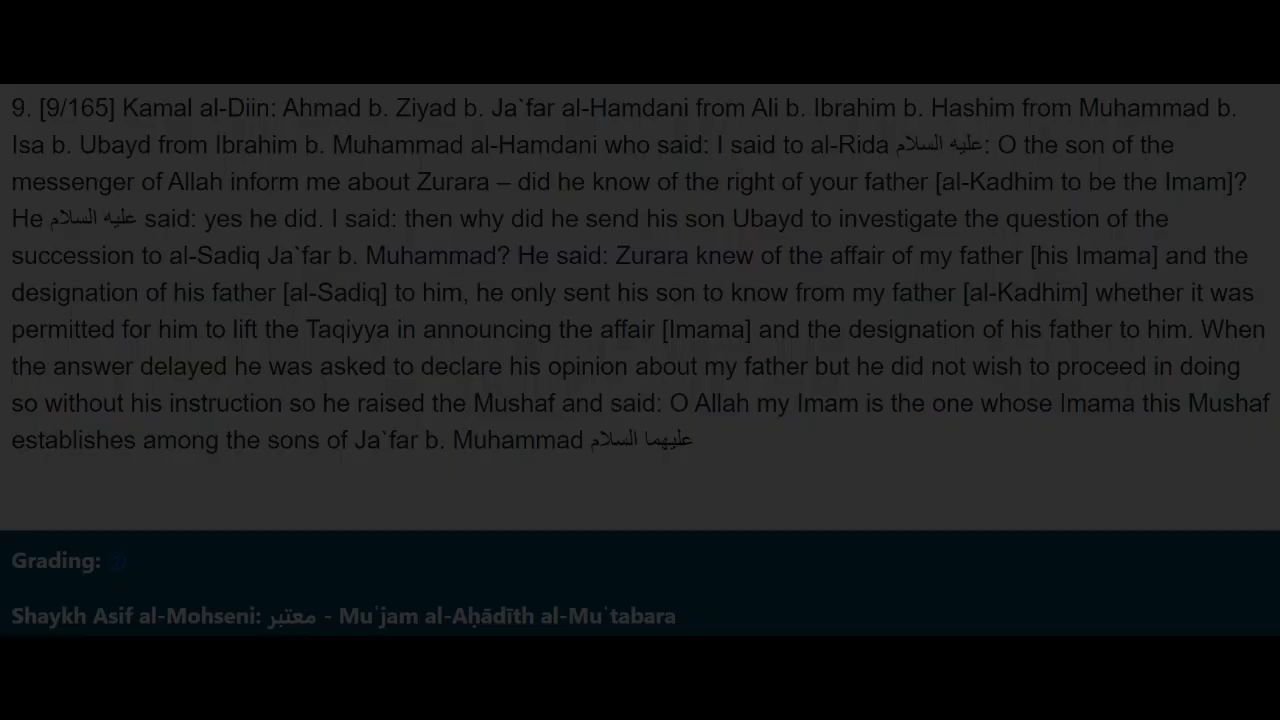 9. [9/165] Kamal al-Diin: Ahmad b. Ziyad b. Ja`far al-Hamdani from Ali b. Ibrahim b. Hashim from Muhammad b.
Isa b. Ubayd from Ibrahim b. Muhammad al-Hamdani who said: I said to al-Rida عليه السلام: O the son of the
messenger of Allah inform me about Zurara – did he know of the right of your father [al-Kadhim to be the Imam]?
He عليه السلام said: yes he did. I said: then why did he send his son Ubayd to investigate the question of the
succession to al-Sadiq Ja`far b. Muhammad? He said: Zurara knew of the affair of my father [his Imama] and the
designation of his father [al-Sadiq] to him, he only sent his son to know from my father [al-Kadhim] whether it was
permitted for him to lift the Taqiyya in announcing the affair [Imama] and the designation of his father to him. When
the answer delayed he was asked to declare his opinion about my father but he did not wish to proceed in doing
so without his instruction so he raised the Mushaf and said: O Allah my Imam is the one whose Imama this Mushaf
establishes among the sons of Ja`far b. Muhammad عليهما السلام
Grading:
Shaykh Asif al-Mohseni: معتبر - Muʿjam al-Aḥādīth al-Muʿtabara